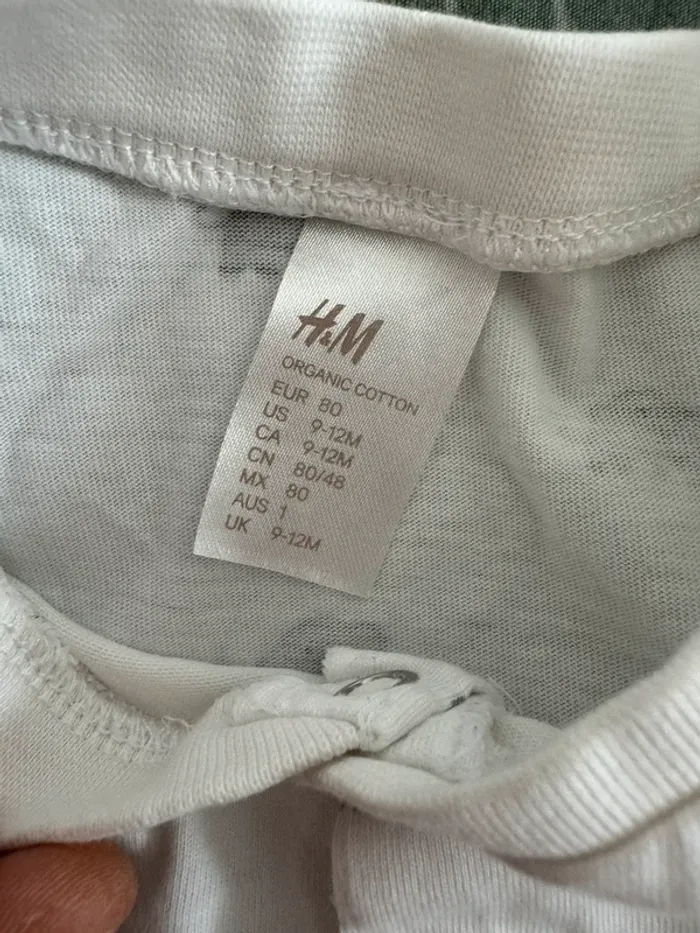 H&M
ORGANIC COTTON
EUR 80
US 9-12M
CA 9-12M
CN 80/48
MX 80
AUS 1
UK 9-12M